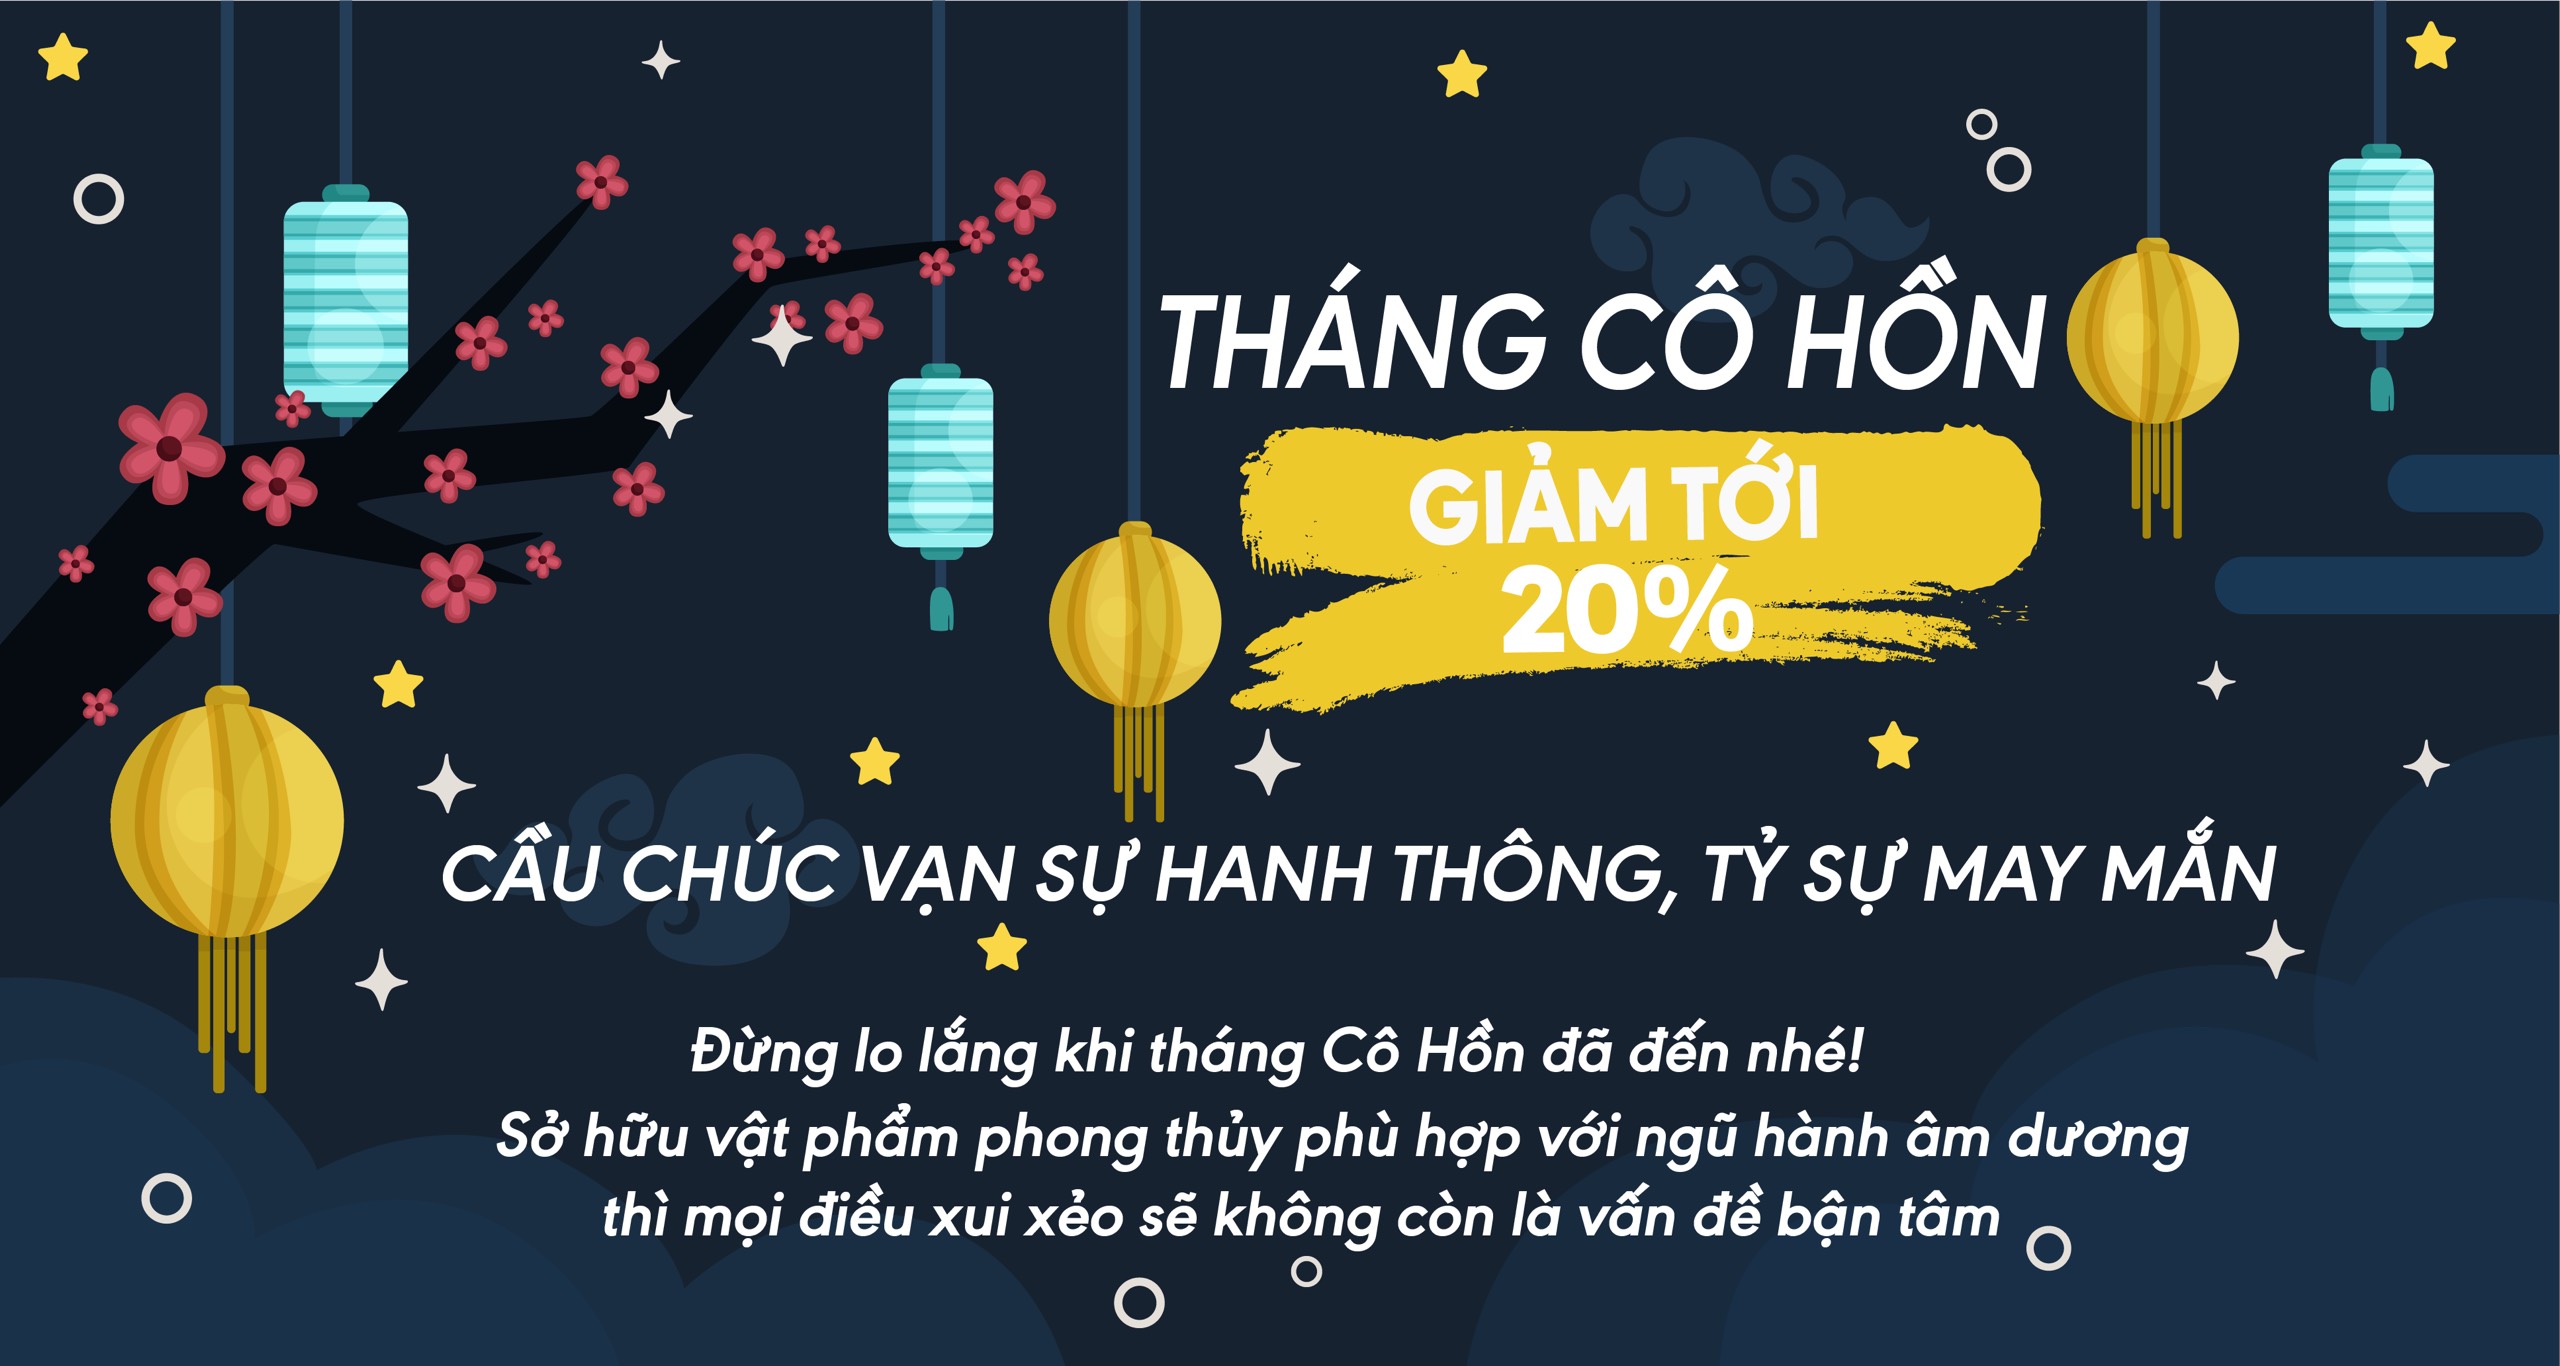 THÁNG CÔ HỒN
GIẢM TỚI
20%
CẦU CHÚC VẠN SỰ HANH THÔNG, TỶ SỰ MAY MẮN
Đừng lo lắng khi tháng Cô Hồn đã đến nhé!
Sở hữu vật phẩm phong thủy phù hợp với ngũ hành âm dương
thì mọi điều xui xẻo sẽ không còn là vấn đề bận tâm